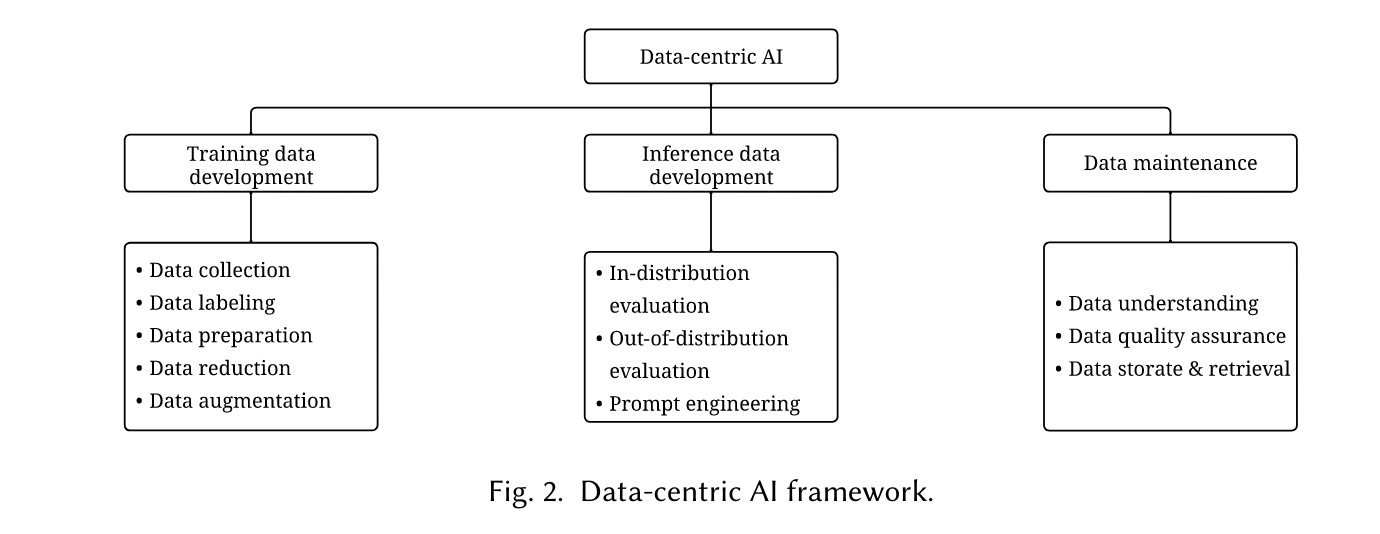 Data-centric AI
Training data
development
Inference data
development
Data maintenance
• Data collection
• Data labeling
• Data preparation
• Data reduction
• Data augmentation
• In-distribution
evaluation
• Out-of-distribution
evaluation
• Prompt engineering
• Data understanding
• Data quality assurance
• Data storate & retrieval
Fig. 2. Data-centric AI framework.